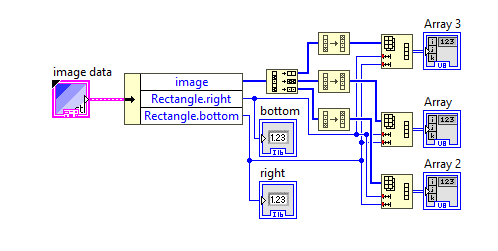 Array 3
123
U8
image data
st
image
Rectangle.right
Rectangle.bottom
bottom
1.23
I16
Array
123
U8
right
1.23
I16
Array 2
123
U8